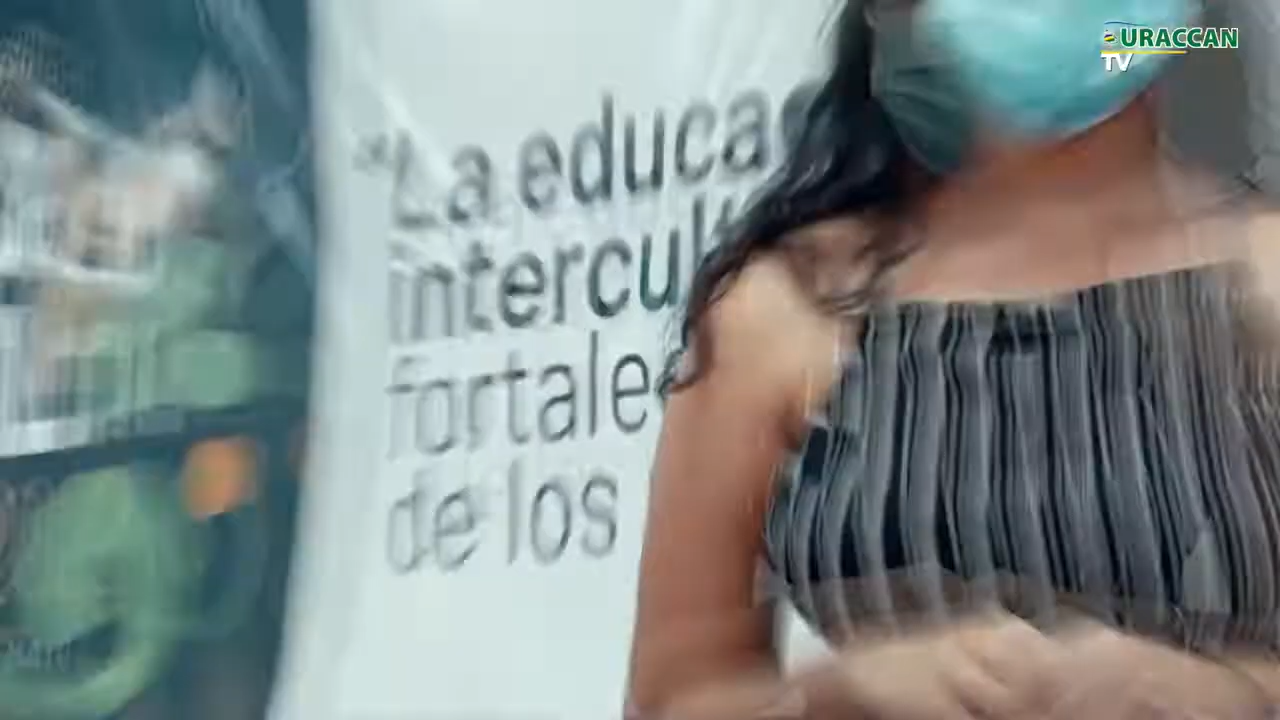 URACCAN
TV
"La educa
intercul
fortale
de los